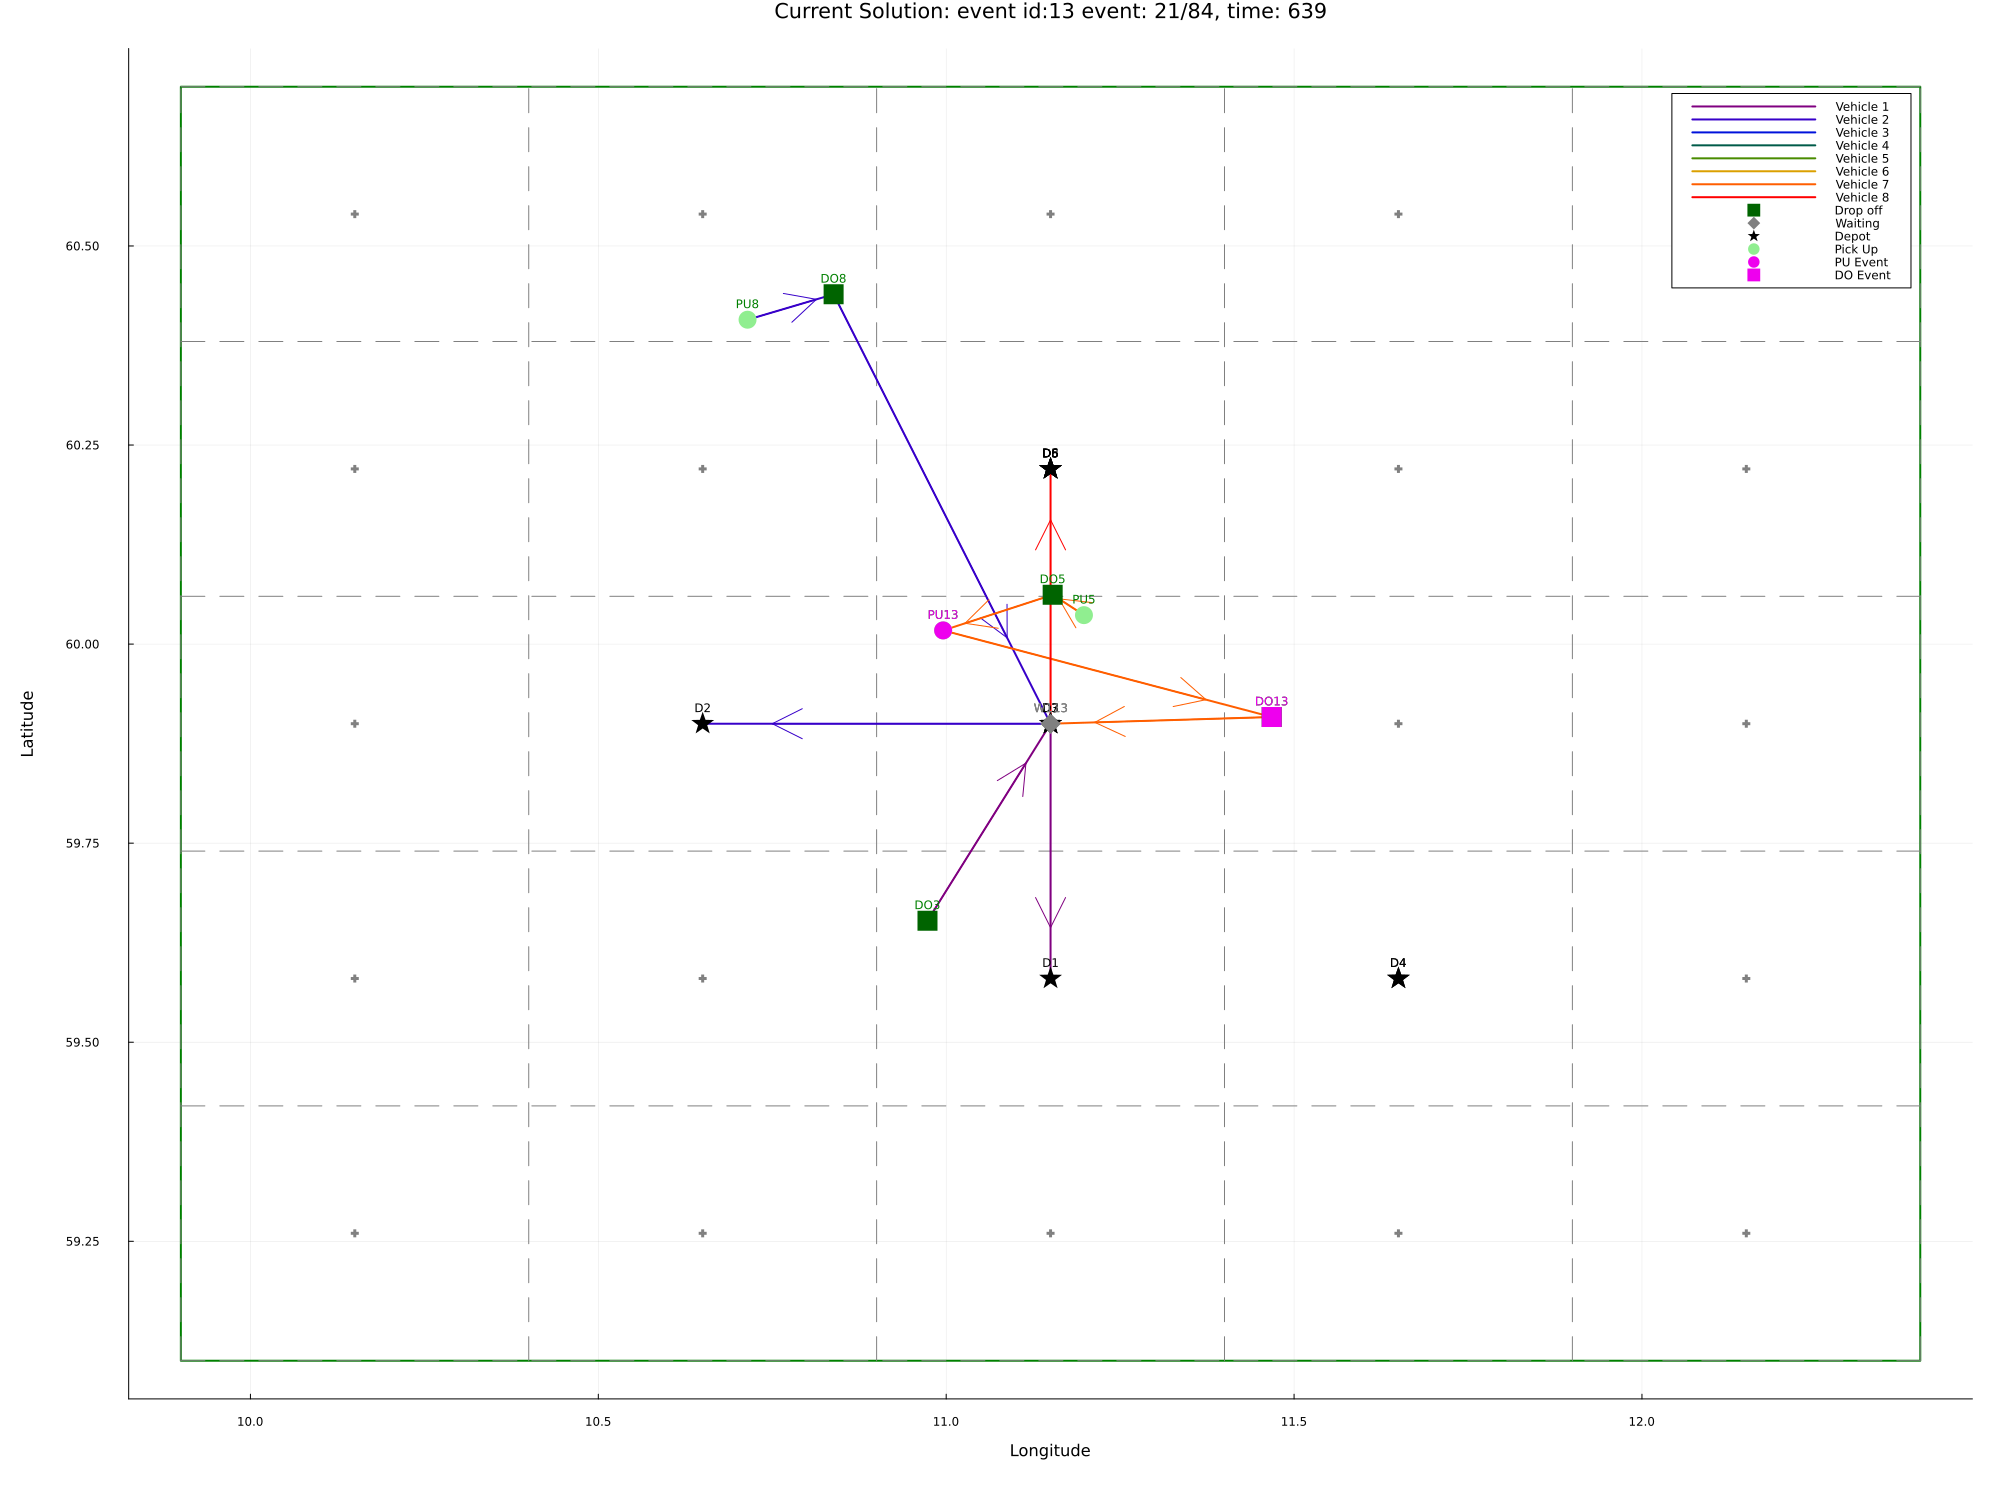 Current Solution: event id:13 event: 21/84, time: 639
Vehicle 1
Vehicle 2
Vehicle 3
Vehicle 4
Vehicle 5
Vehicle 6
Vehicle 7
Vehicle 8
Drop off
Waiting
Depot
Pick Up
PU Event
DO Event
60.50
60.25
60.00
59.75
59.50
59.25
Latitude
DO8
PU8
DO5
PU5
PU13
DO13
D2
DO3
D1
D4
10.0
10.5
11.0
11.5
12.0
Longitude